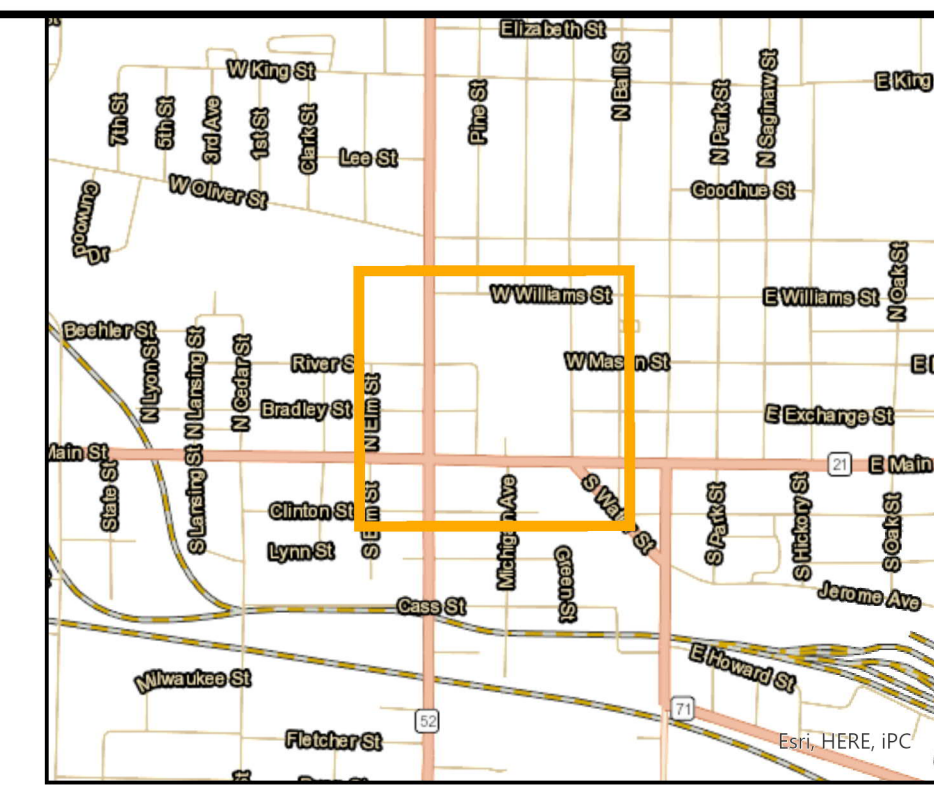 Elizabeth St
W King St
E King
7th St
5th St
3rd Ave
1st St
Clark St
Lee St
Pine St
N Ball St
N Park St
N Saginaw St
W Oliver St
Goodhue St
Curwood Dr
W Williams St
E Williams St
N Oak St
Beehler St
N Lyon St
N Lansing St
N Cedar St
River S
W Mason St
N Elm St
Bradley St
E Exchange St
Main St
21
E Main
State St
S Lansing St
Clinton St
S Elm St
Michigan Ave
S Water St
S Park St
S Hickory St
S Oak St
Lynn St
Green St
Jerome Ave
Cass St
E Howard St
Milwaukee St
71
52
Fletcher St
Esri, HERE, iPC